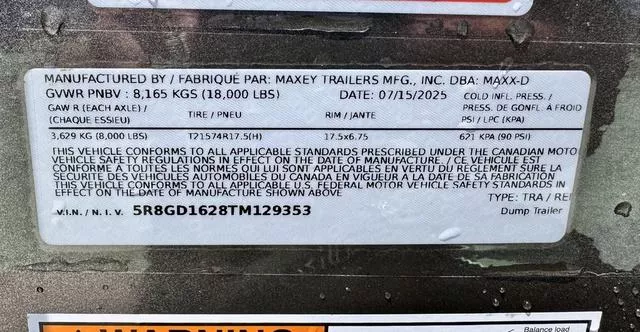 MANUFACTURED BY / FABRIQUÉ PAR: MAXEY TRAILERS MFG., INC. DBA: MAXX-D
GVWR PNBV : 8,165 KGS (18,000 LBS) DATE: 07/15/2025
GAW R (EACH AXLE) / (CHAQUE ESSIEU)
TIRE / PNEU
RIM / JANTE
COLD INFL. PRESS. / PRESS. DE GONFL. À FROID PSI / LPC (KPA)
3,629 KG (8,000 LBS) T21574R17.5(H) 17.5x6.75 621 KPA (90 PSI)
THIS VEHICLE CONFORMS TO ALL APPLICABLE STANDARDS PRESCRIBED UNDER THE CANADIAN MOTO
VEHICLE SAFETY REGULATIONS IN EFFECT ON THE DATE OF MANUFACTURE. / CE VÉHICULE EST
CONFORME A TOUTES LES NORMES QUI LUI SONT APPLICABLES EN VERTU DU REGLEMENT SUR LA
SÉCURITÉ DES VEHICULES AUTOMOBILES DU CANADA EN VIGUEUR A LA DATE DE SA FABRICATION
THIS VEHICLE CONFORMS TO ALL APPLICABLE U.S. FEDERAL MOTOR VEHICLE SAFETY STANDARDS IN
EFFECT ON THE DATE OF MANUFACTURE SHOWN ABOVE
TYPE: TRA / REI
V.I.N. / N. I. V. 5R8GD1628TM129353 Dump Trailer
WARNING
Balance load